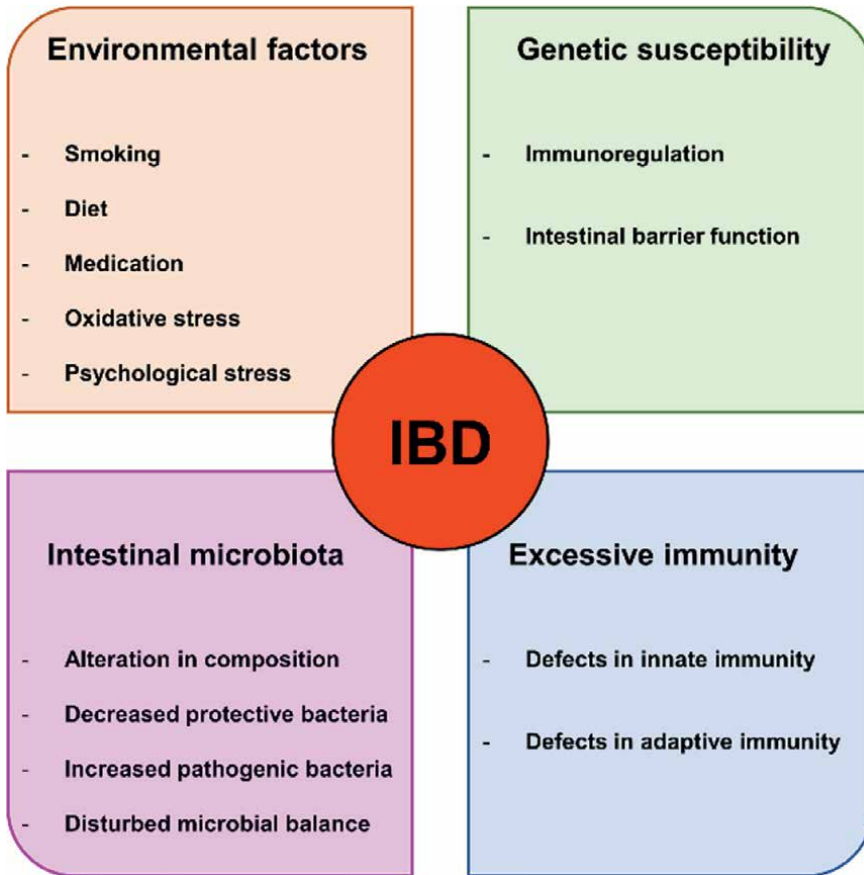 Environmental factors
- Smoking
- Diet
- Medication
- Oxidative stress
- Psychological stress
Genetic susceptibility
- Immunoregulation
- Intestinal barrier function
IBD
Intestinal microbiota
- Alteration in composition
- Decreased protective bacteria
- Increased pathogenic bacteria
- Disturbed microbial balance
Excessive immunity
- Defects in innate immunity
- Defects in adaptive immunity